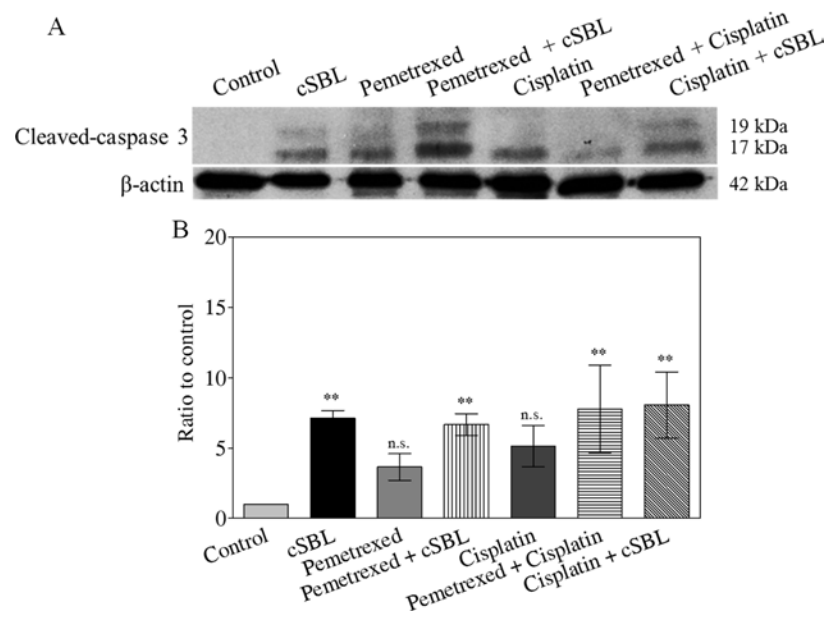 A
Control
cSBL
Pemetrexed
Pemetrexed + cSBL
Cisplatin
Pemetrexed + Cisplatin
Cisplatin + cSBL
Cleaved-caspase 3
19 kDa
17 kDa
β-actin
42 kDa
B
Ratio to control
20
15
10
5
0
**
n.s.
**
n.s.
**
**
Control
cSBL
Pemetrexed
Pemetrexed + cSBL
Cisplatin
Pemetrexed + Cisplatin
Cisplatin + cSBL